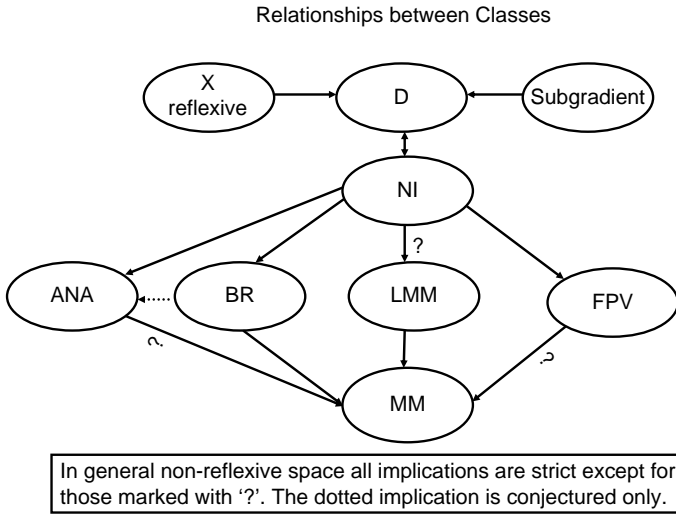 Relationships between Classes
X
reflexive
D
Subgradient
NI
?
ANA
BR
LMM
FPV
?
?
MM
In general non-reflexive space all implications are strict except for
those marked with ‘?’. The dotted implication is conjectured only.